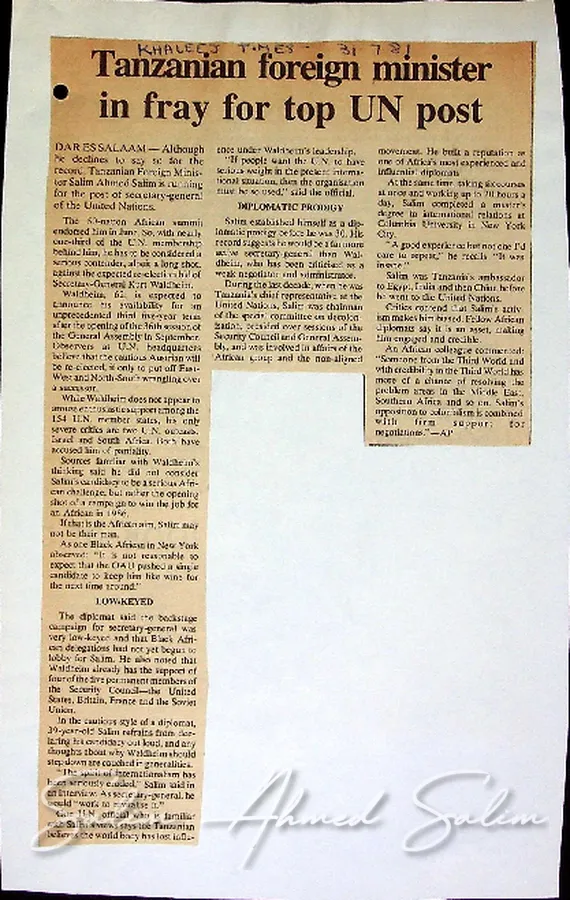 KHALEEJ TIMES - 31 7 81
Tanzanian foreign minister
in fray for top UN post
DAR ES SALAAM — Although
he declines to say so for the
record, Tanzanian Foreign Minis-
ter Salim Ahmed Salim is running
for the post of secretary-general
of the United Nations.
The 50-nation African summit
endorsed him in June. So, with nearly
one-third of the U.N. membership
behind him, he has to be considered a
serious contender, albeit a long shot,
against the expected re-election bid of
Secretary-General Kurt Waldheim.
Waldheim, 62, is expected to
announce his availability for an
unprecedented third five-year term
after the opening of the 36th session of
the General Assembly in September.
Observers at U.N. headquarters
believe that the cautious Austrian will
be re-elected, if only to put off East-
West and North-South wrangling over
a successor.
While Waldheim does not appear to
arouse enthusiastic support among the
154 U.N. member states, his only
severe critics are two U.N. outcasts,
Israel and South Africa. Both have
accused him of partiality.
Sources familiar with Waldheim's
thinking said he did not consider
Salim's candidacy to be a serious Afri-
can challenge, but rather the opening
shot of a campaign to win the job for
an African in 1986.
If that is the African aim, Salim may
not be their man.
As one Black African in New York
observed: "It is not reasonable to
expect that the OAU pushed a single
candidate to keep him like wine for
the next time around."
LOW-KEYED
The diplomat said the backstage
campaign for secretary-general was
very low-keyed and that Black Afri-
can delegations had not yet begun to
lobby for Salim. He also noted that
Waldheim already has the support of
four of the five permanent members of
the Security Council—the United
States, Britain, France and the Soviet
Union.
In the cautious style of a diplomat,
39-year-old Salim refrains from dec-
laring his candidacy out loud, and any
thoughts about why Waldheim should
step down are couched in generalities.
"The spirit of internationalism has
been seriously eroded," Salim said in
an interview. As secretary-general, he
could "work to revitalise it."
One U.N. official who is familiar
with Salim's views says the Tanzanian
believes the world body has lost influ-
ence under Waldheim's leadership.
"If people want the U.N. to have
serious weight in the present interna-
tional situation, then the organisation
must be so used," said the official.
DIPLOMATIC PRODIGY
Salim established himself as a dip-
lomatic prodigy before he was 30. His
record suggests he would be a far more
active secretary-general than Wal-
dheim, who has been criticised as a
weak negotiator and administrator.
During the last decade, when he was
Tanzania's chief representative at the
United Nations, Salim was chairman
of the special committee on decolon-
isation, presided over sessions of the
Security Council and General Assem-
bly, and was involved in affairs of the
African group and the non-aligned
movement. He built a reputation as
one of Africa's most experienced and
influential diplomats.
At the same time, taking six courses
at once and working up to 20 hours a
day, Salim completed a master's
degree in international relations at
Columbia University in New York
City.
"A good experience but not one I'd
care to repeat," he recalls "It was
insane".
Salim was Tanzania's ambassador
to Egypt, India and then China before
he went to the United Nations.
Critics contend that Salim's activ-
ism makes him biased. Fellow African
diplomats say it is an asset, making
him engaged and credible.
An African colleague commented:
"Someone from the Third World and
with credibility in the Third World has
more of a chance of resolving the
problem areas in the Middle East,
Southern Africa and so on. Salim's
opposition to colonialism is combined
with firm support for
negotiations."—AP
Salim Ahmed Salim